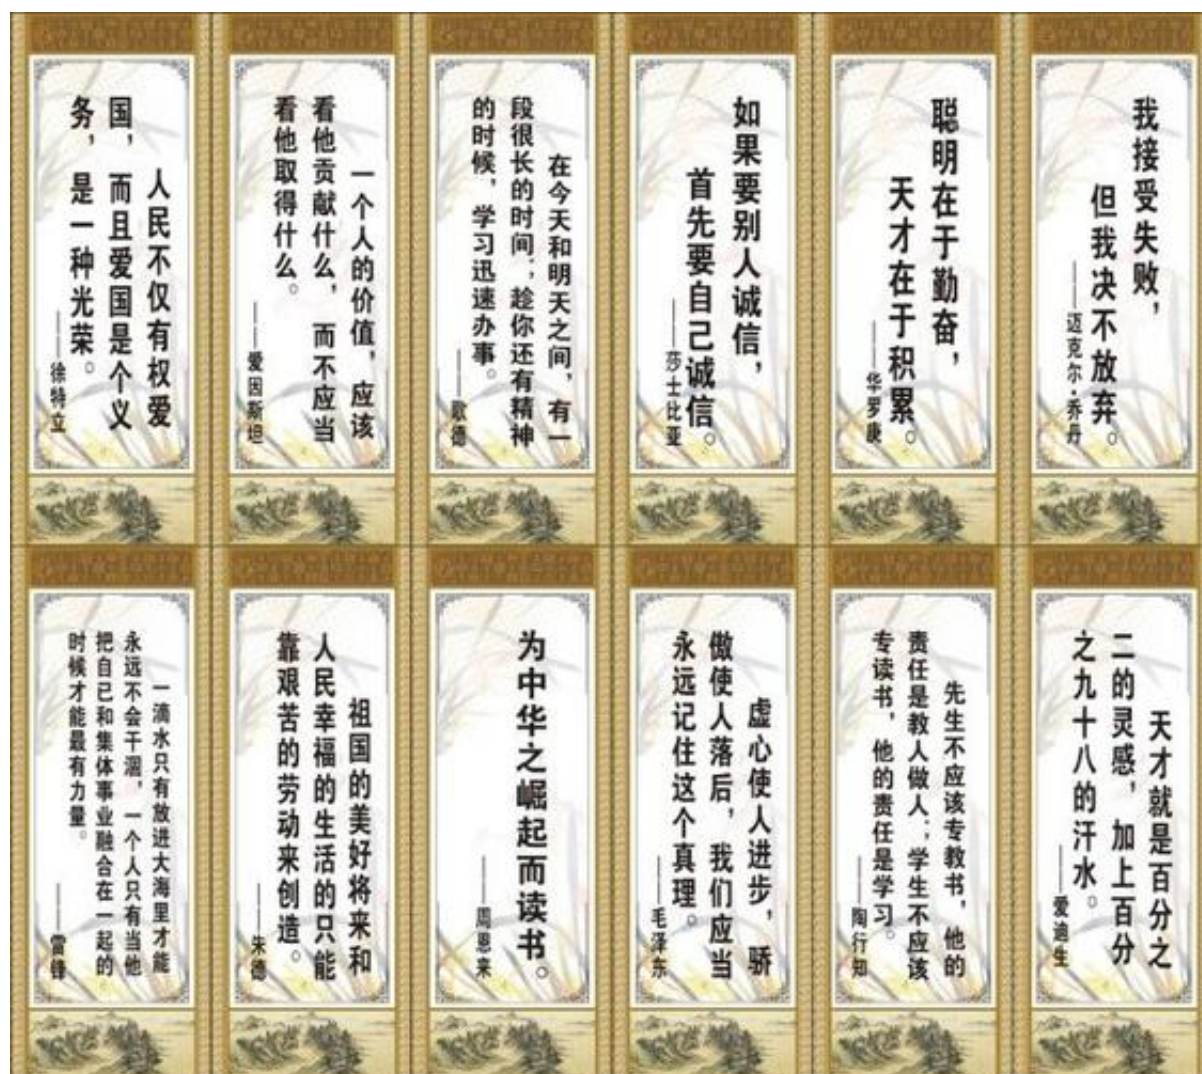 人民不仅有权爱
国，而且爱国是个义
务，是一种光荣。
——徐特立
一个人的价值，应该
看他贡献什么，而不应当
看他取得什么。
——爱因斯坦
在今天和明天之间，有一
段很长的时间；趁你还有精神
的时候，学习迅速办事。
——歌德
如果要别人诚信，
首先要自己诚信。
——莎士比亚
聪明在于勤奋，
天才在于积累。
——华罗庚
我接受失败，
但我决不放弃。
——迈克尔·乔丹
一滴水只有放进大海里才能
永远不会干涸，一个人只有当他
把自己和集体事业融合在一起的
时候才能最有力量。
——雷锋
祖国的美好将来和
人民幸福的生活的只能
靠艰苦的劳动来创造。
——朱德
为中华之崛起而读书。
——周恩来
虚心使人进步，骄
傲使人落后，我们应当
永远记住这个真理。
——毛泽东
先生不应该专教书，他的
责任是教人做人；学生不应该
专读书，他的责任是学习。
——陶行知
天才就是百分之
二的灵感，加上百分
之九十八的汗水。
——爱迪生